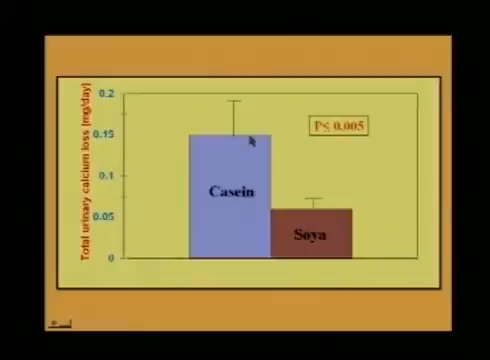 Total urinary calcium loss (mg/day)
0.2
0.15
0.1
0.05
0
P≤ 0.005
Casein
Soya